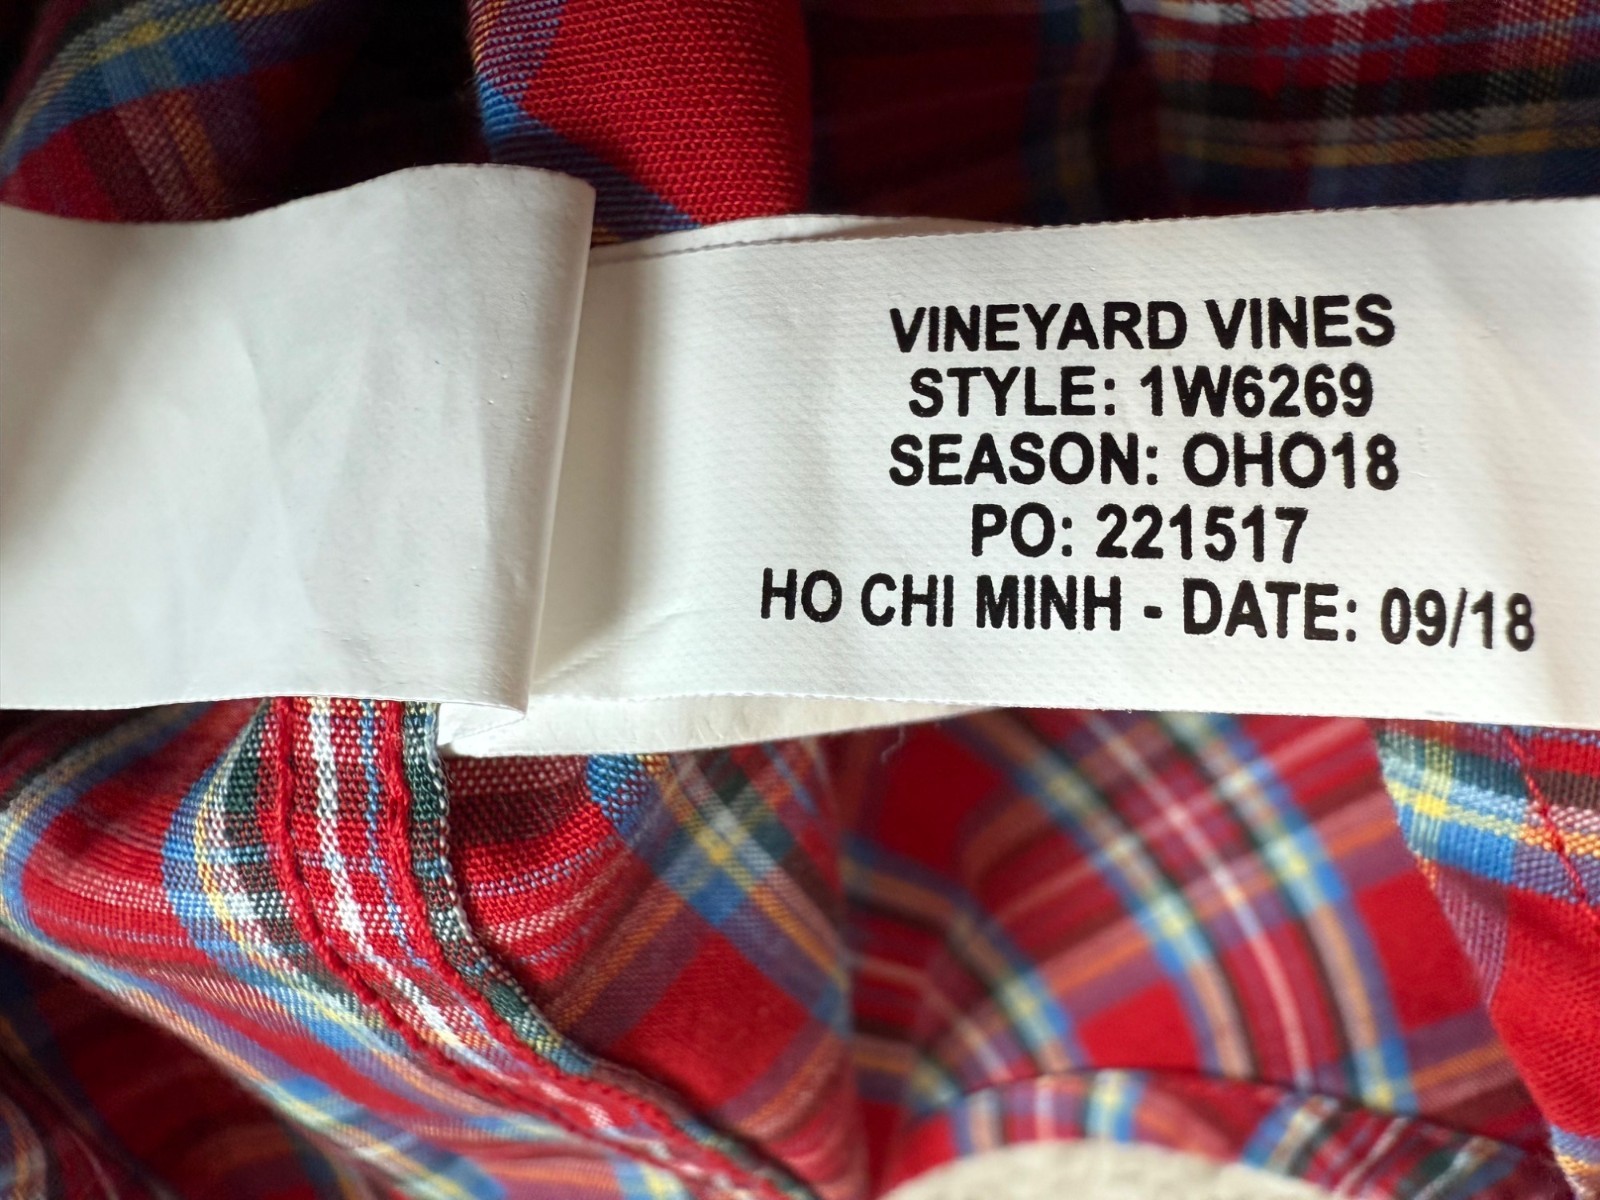 VINEYARD VINES
STYLE: 1W6269
SEASON: OHO18
PO: 221517
HO CHI MINH - DATE: 09/18